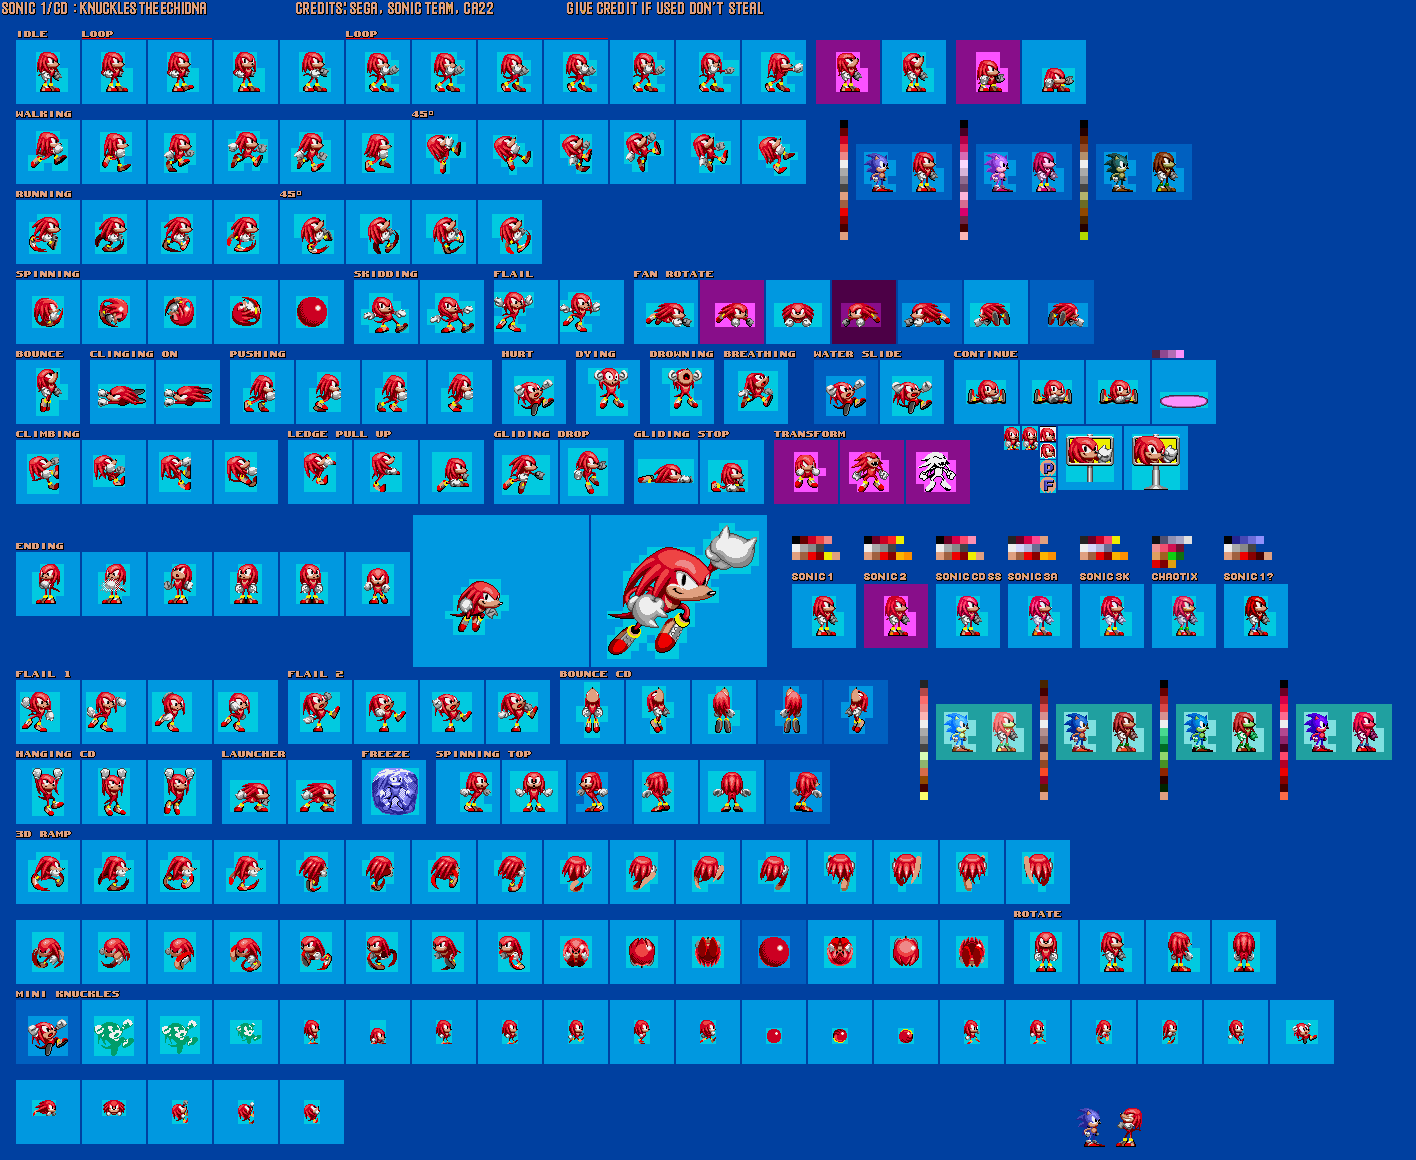 SONIC 1/CD : KNUCKLES THE ECHIDNA CREDITS: SEGA, SONIC TEAM, CA22 GIVE CREDIT IF USED DON'T STEAL
IDLE LOOP LOOP
WALKING 45°
RUNNING 45°
SPINNING SKIDDING FLAIL FAN ROTATE
BOUNCE CLINGING ON PUSHING HURT DYING DROWNING BREATHING WATER SLIDE CONTINUE
CLIMBING LEDGE PULL UP GLIDING DROP GLIDING STOP TRANSFORM
P
F
ENDING
SONIC 1 SONIC 2 SONIC CD SS SONIC 3A SONIC 3K CHAOTIX SONIC 1?
FLAIL 1 FLAIL 2 BOUNCE CD
HANGING CD LAUNCHER FREEZE SPINNING TOP
3D RAMP
ROTATE
MINI KNUCKLES